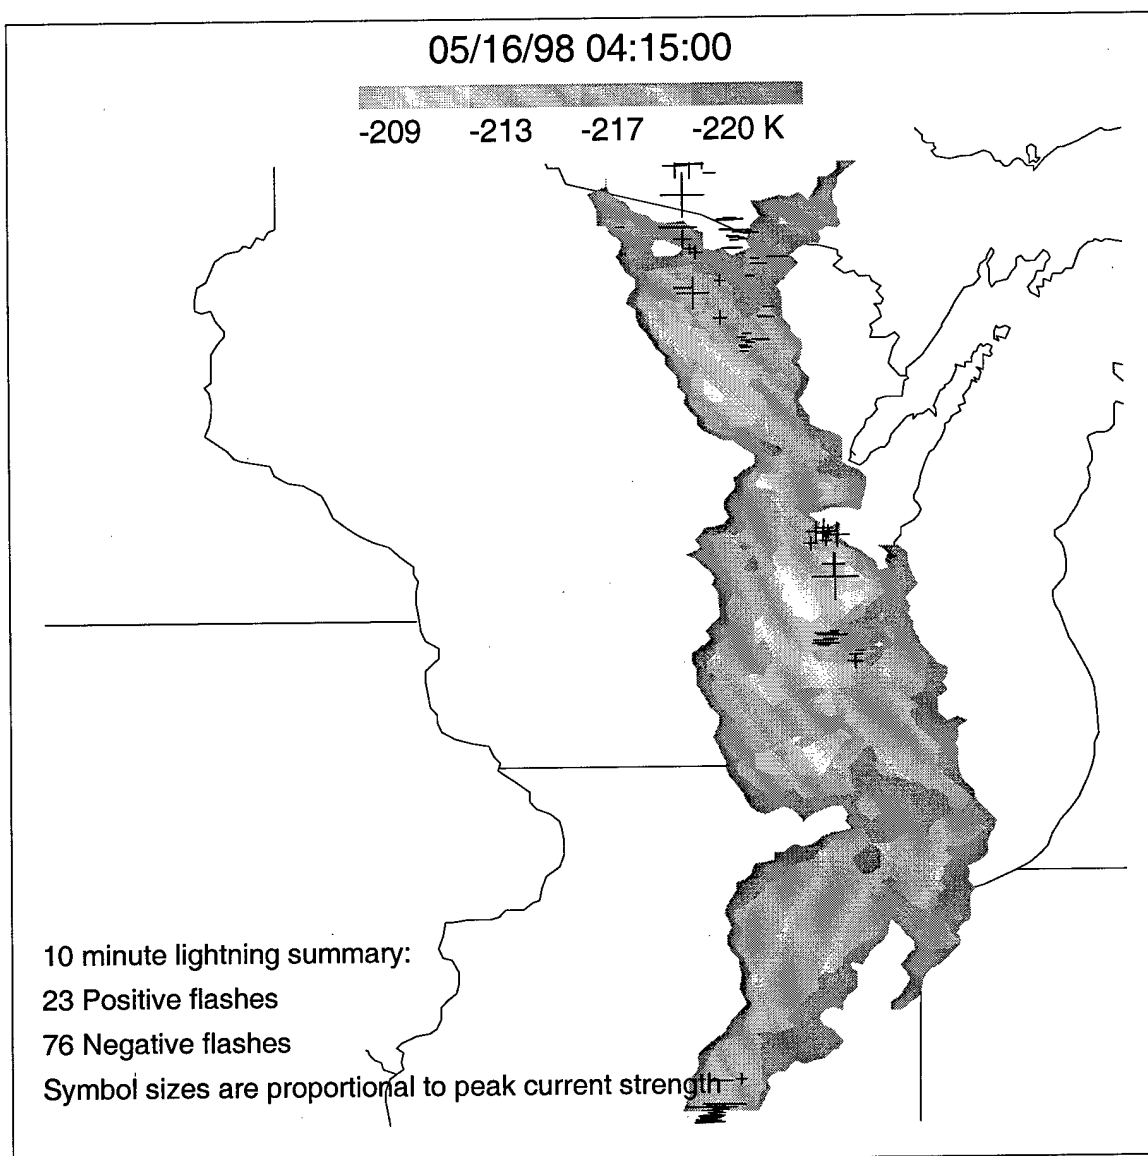 05/16/98 04:15:00
-209 -213 -217 -220 K
10 minute lightning summary:
23 Positive flashes
76 Negative flashes
Symbol sizes are proportional to peak current strength